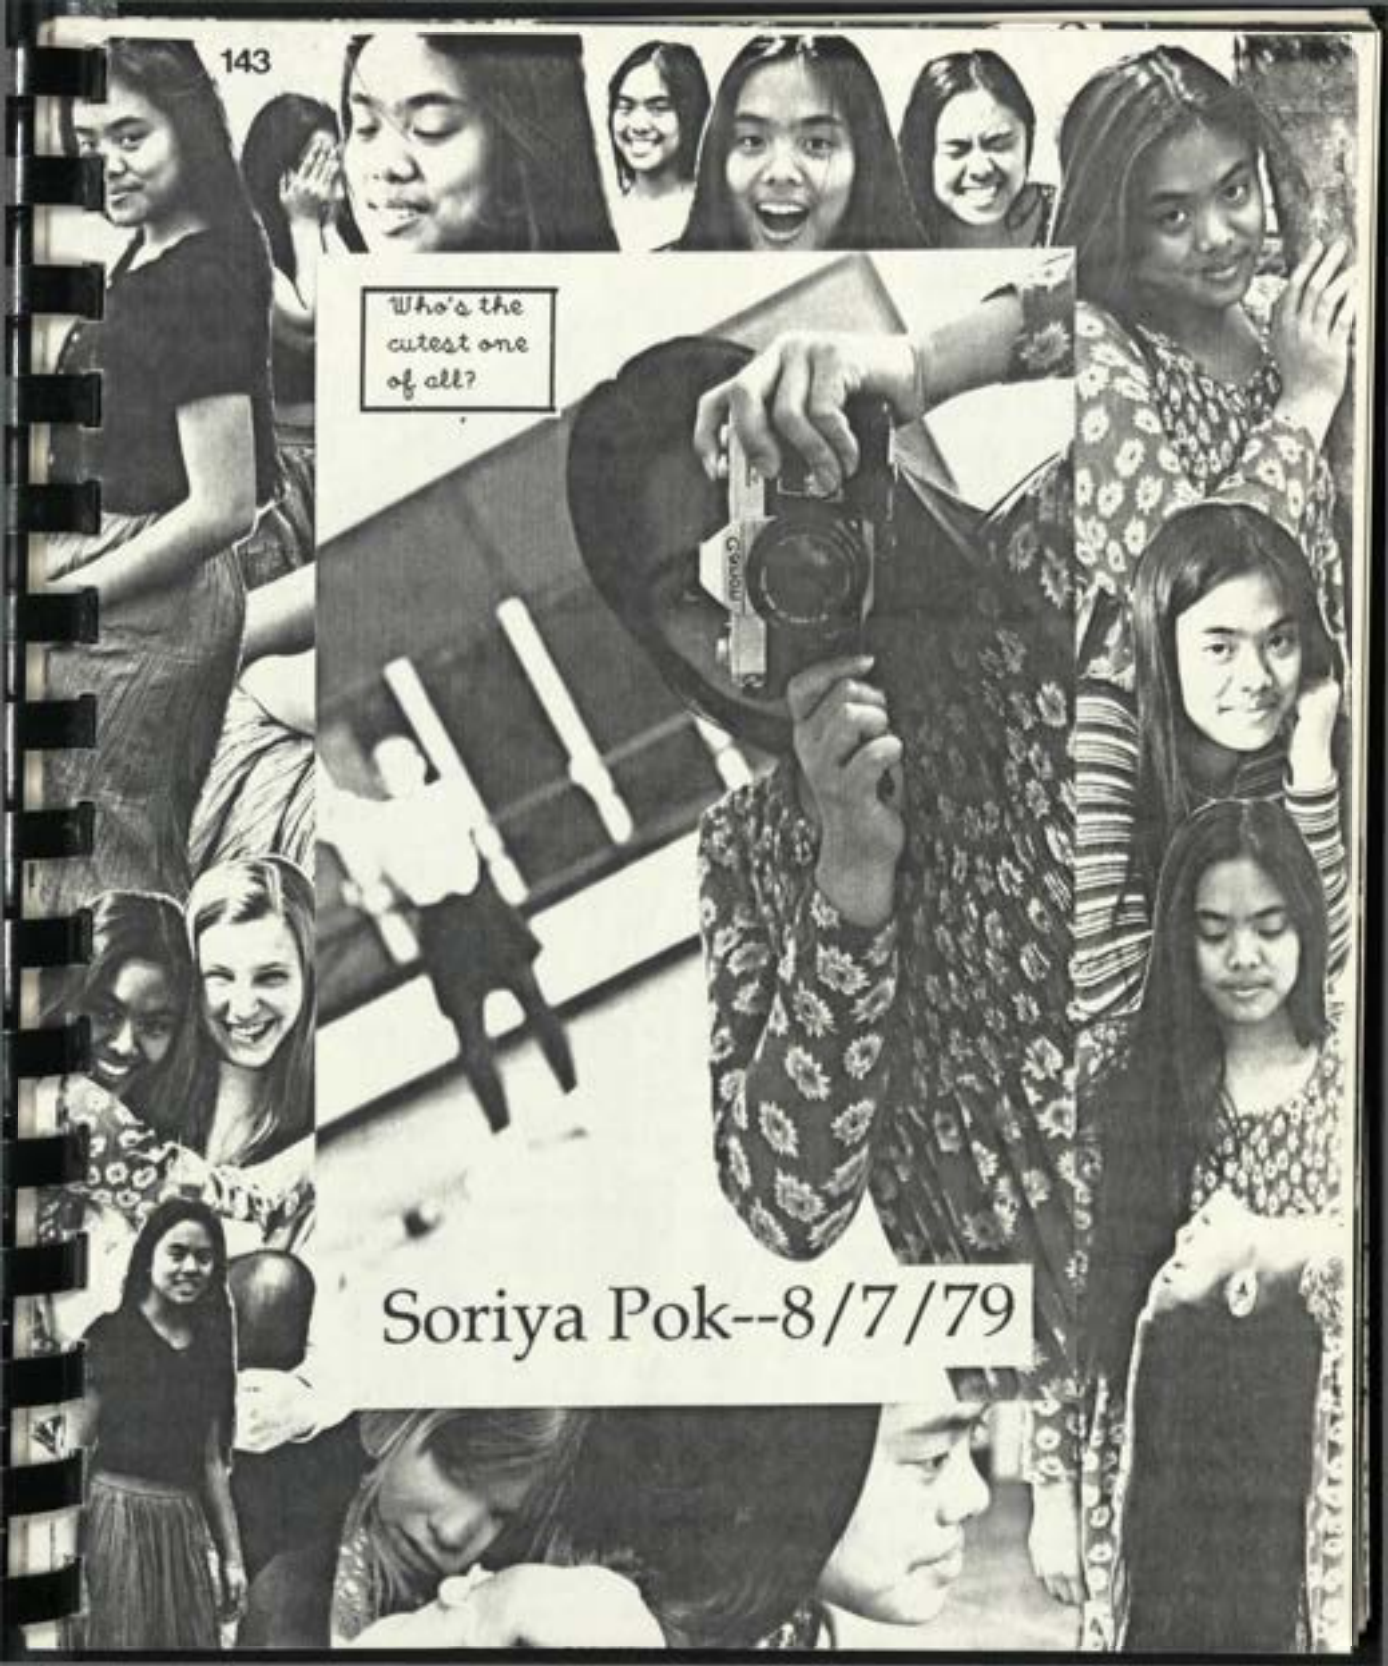 143
Who's the
cutest one
of all?
Soriya Pok--8/7/79